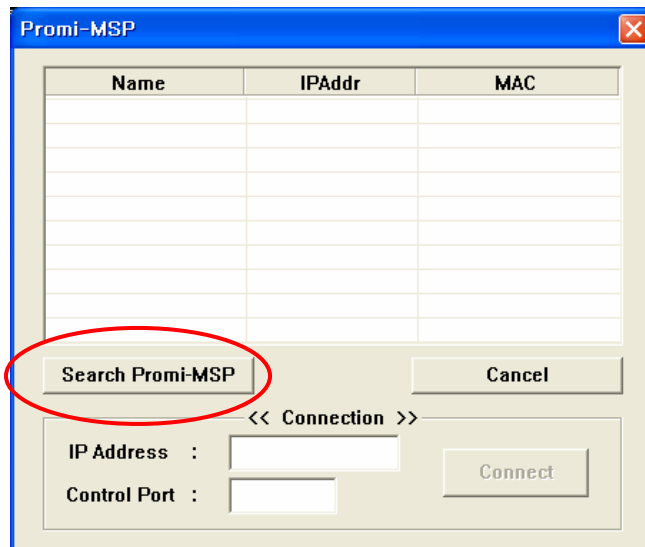 Promi-MSP
Name IPAddr MAC
Search Promi-MSP Cancel
<< Connection >>
IP Address :
Connect
Control Port :